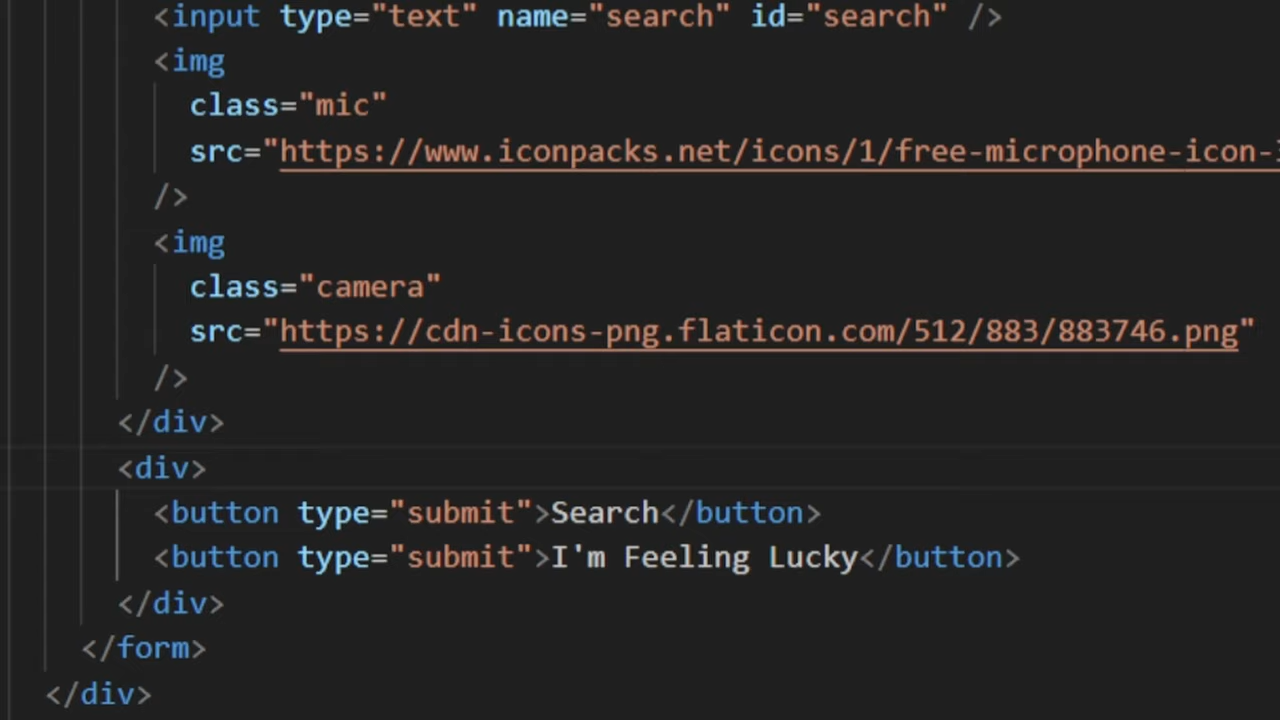 <input type="text" name="search" id="search" />
<img
class="mic"
src="https://www.iconpacks.net/icons/1/free-microphone-icon-
/>
<img
class="camera"
src="https://cdn-icons-png.flaticon.com/512/883/883746.png"
/>
</div>
<div>
<button type="submit">Search</button>
<button type="submit">I'm Feeling Lucky</button>
</div>
</form>
</div>